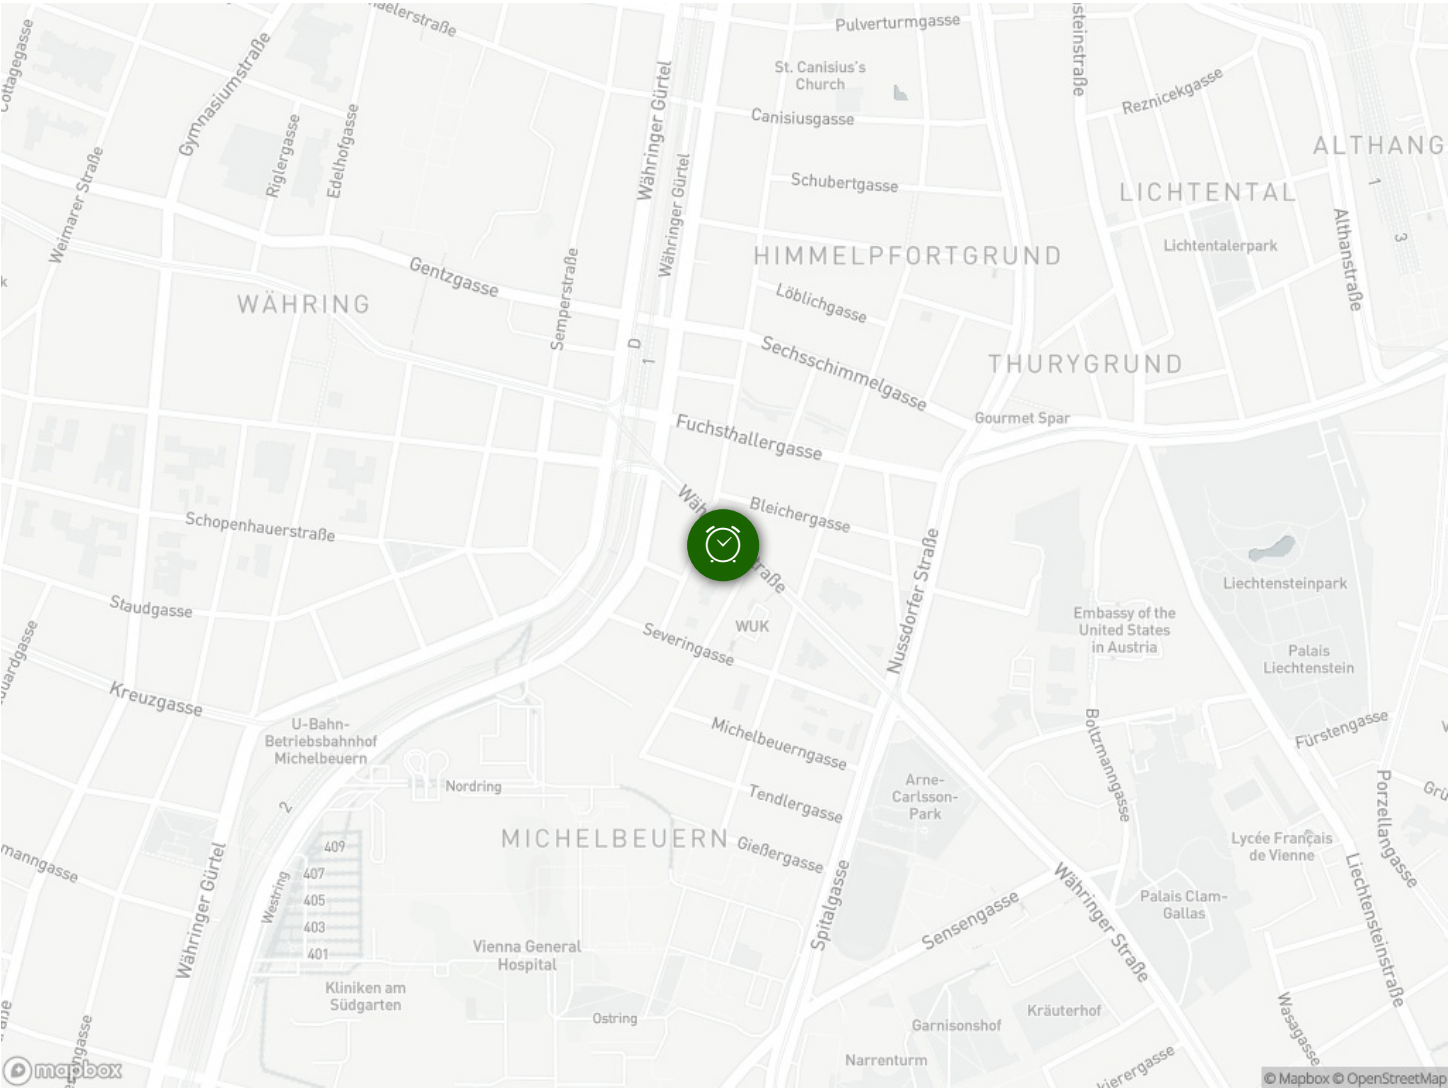 Cottagegasse
Gymnasiumstraße
Pulverturmgasse
St. Canisius's
Church
Reznicekgasse
Canisiusgasse
Riglergasse
Edelhofgasse
Weimarer Straße
Währinger Gürtel
Währinger Gürtel
Schubertgasse
ALTHANG
1
LICHTENTAL
3
Lichtentalerpark
Althanstraße
HIMMELPFORTGRUND
Gentzgasse
Semperstraße
WÄHRING
Löblichgasse
D
1
Sechsschimmelgasse
THURYGRUND
Gourmet Spar
Fuchsthallergasse
Bleichergasse
Schopenhauerstraße
Nussdorfer Straße
Liechtensteinpark
Staudgasse
Embassy of the
United States
in Austria
WUK
Severingasse
Palais
Liechtenstein
Kreuzgasse
U-Bahn-
Betriebsbahnhof
Michelbeuern
Michelbeuerngasse
Boltzmanngasse
Fürstengasse
Arne-
Carlsson-
Park
Nordring
Tendlergasse
Porzellangasse
2
MICHELBEUERN
Gießergasse
Lycée Français
de Vienne
409
407
405
403
401
Westring
Währinger Gürtel
Spitalgasse
Sensengasse
Währinger Straße
Palais Clam-
Gallas
Liechtensteinstraße
Vienna General
Hospital
Kliniken am
Südgarten
Ostring
Garnisonshof
Kräuterhof
Wasagasse
Narrenturm
mapbox
© Mapbox © OpenStreetMap